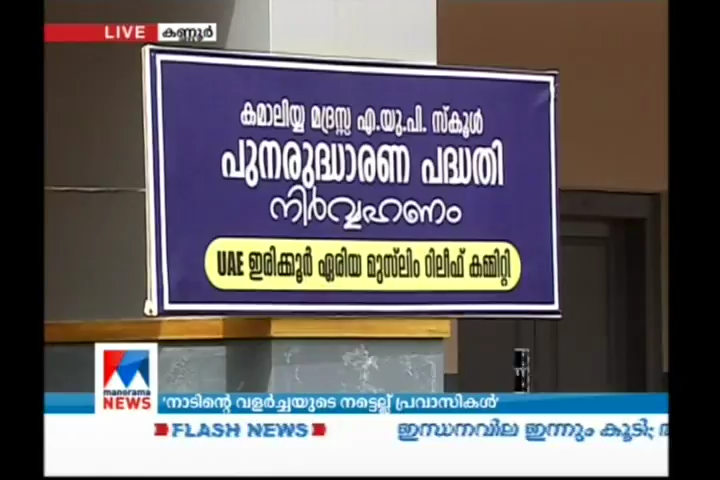 LIVE കണ്ണൂർ
കമാലിയ്യ മദ്രസ്സ എ.യു.പി. സ്കൂൾ
പുനരുദ്ധാരണ പദ്ധതി
നിർവ്വഹണം
UAE ഇരിക്കൂർ ഏരിയ മുസ്ലിം റിലീഫ് കമ്മിറ്റി
manorama
NEWS
'നാടിന്റെ വളർച്ചയുടെ നട്ടെല്ല് പ്രവാസികൾ'
FLASH NEWS ഇന്ധനവില ഇന്നും കൂടി;